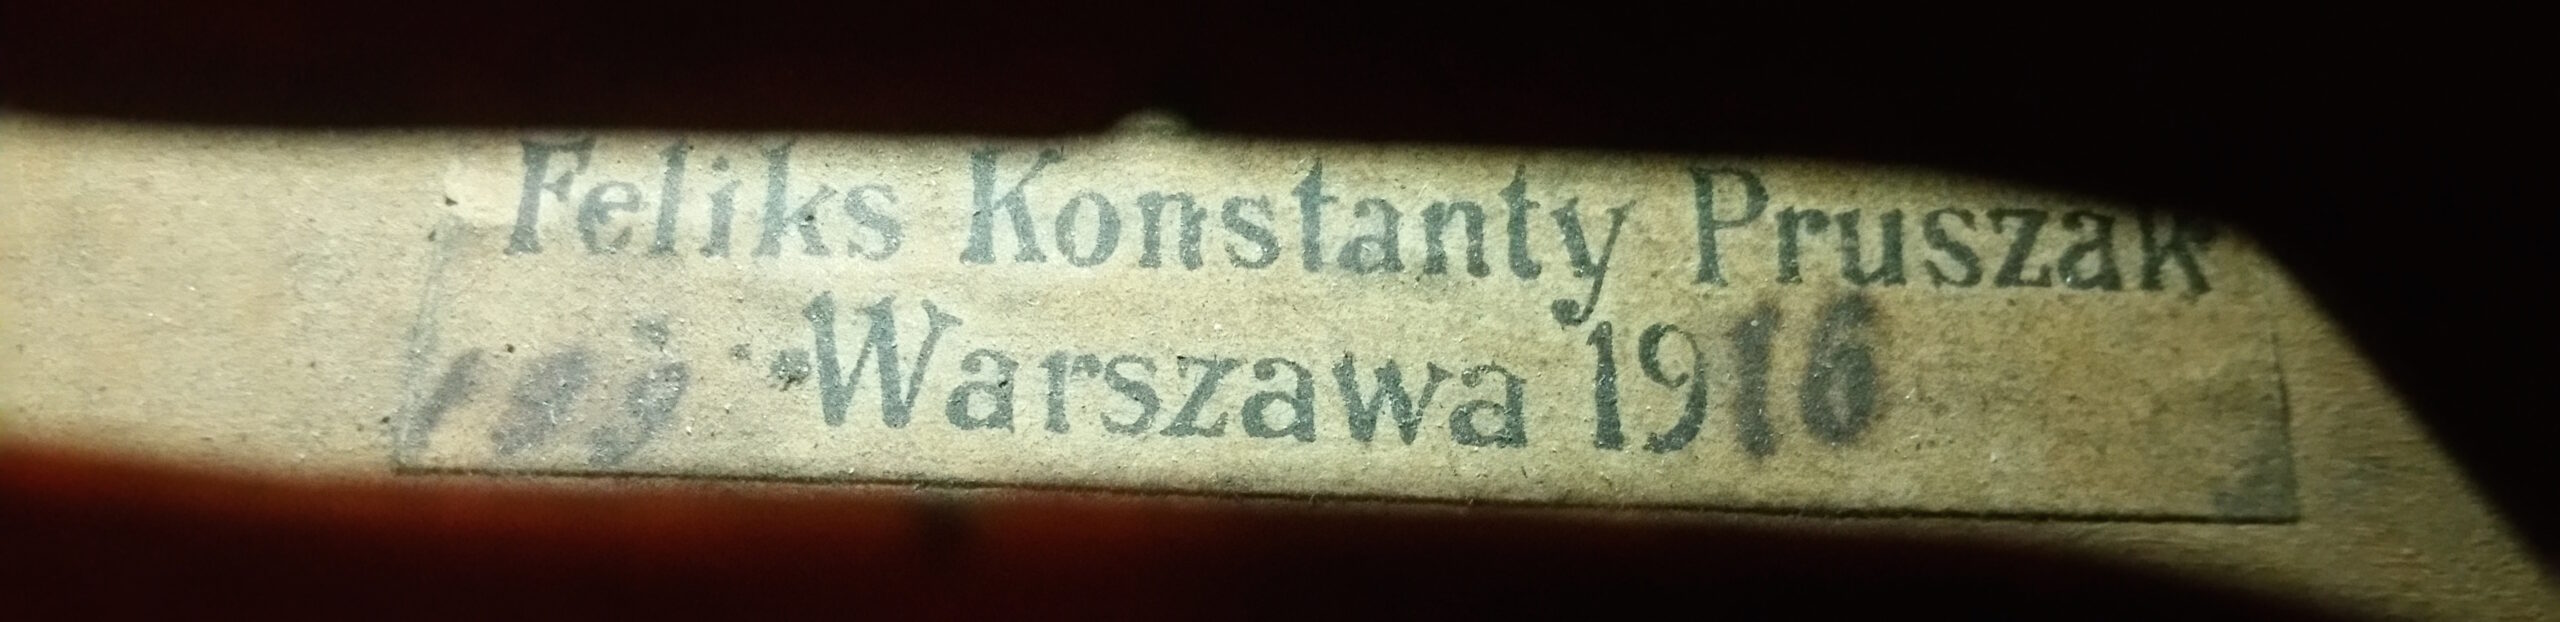 Feliks Konstanty Pruszak
Warszawa 1916